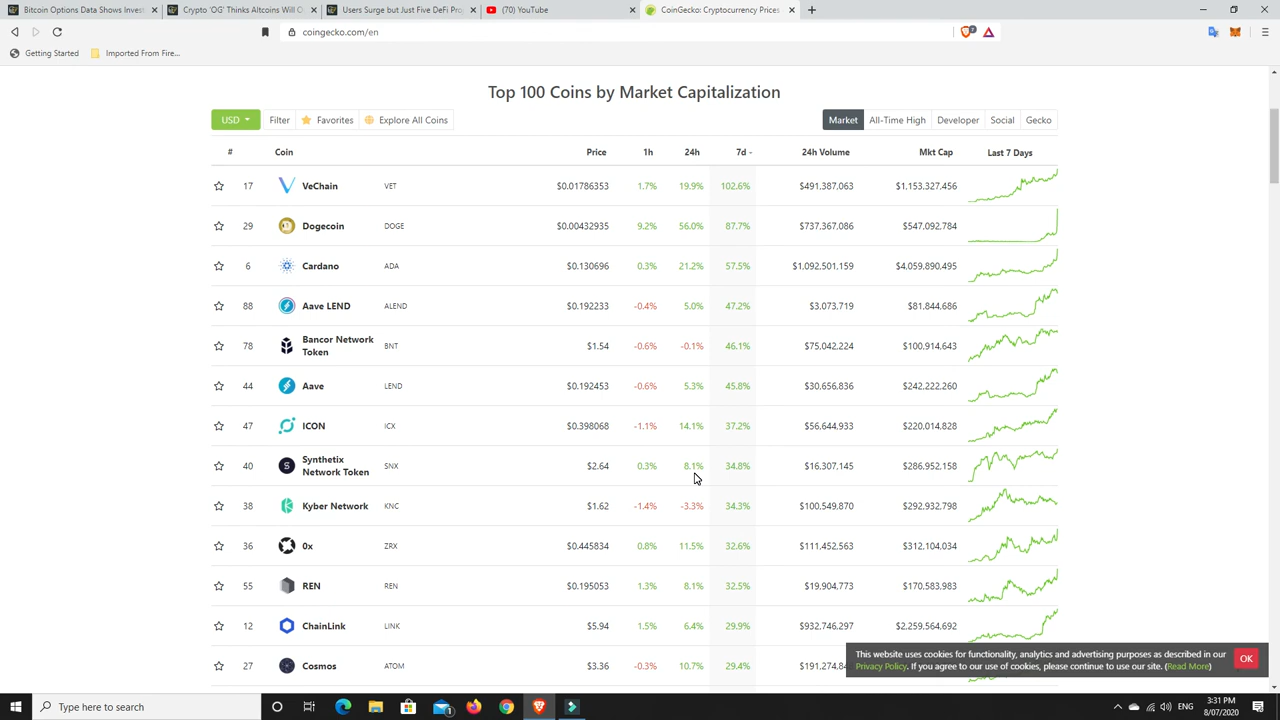 Bitcoin Options Data Shows Invest
Crypto 'OG' Thinks Altcoins Will O
Users Surge but Just Five DeFi Pro
(70) YouTube
CoinGecko: Cryptocurrency Prices
coingecko.com/en
Getting Started
Imported From Fire...
Top 100 Coins by Market Capitalization
USD Filter Favorites Explore All Coins Market All-Time High Developer Social Gecko
# Coin Price 1h 24h 7d 24h Volume Mkt Cap Last 7 Days
17 VeChain VET $0.01786353 1.7% 19.9% 102.6% $491,387,063 $1,153,327,456
29 Dogecoin DOGE $0.00432935 9.2% 56.0% 87.7% $737,367,086 $547,092,784
6 Cardano ADA $0.130696 0.3% 21.2% 57.5% $1,092,501,159 $4,059,890,495
88 Aave LEND ALEND $0.192233 -0.4% 5.0% 47.2% $3,073,719 $81,844,686
78 Bancor Network Token BNT $1.54 -0.6% -0.1% 46.1% $75,042,224 $100,914,643
44 Aave LEND $0.192453 -0.6% 5.3% 45.8% $30,656,836 $242,222,260
47 ICON ICX $0.398068 -1.1% 14.1% 37.2% $56,644,933 $220,014,828
40 Synthetix Network Token SNX $2.64 0.3% 8.1% 34.8% $16,307,145 $286,952,158
38 Kyber Network KNC $1.62 -1.4% -3.3% 34.3% $100,549,870 $292,932,798
36 0x ZRX $0.445834 0.8% 11.5% 32.6% $111,452,563 $312,104,034
55 REN REN $0.195053 1.3% 8.1% 32.5% $19,904,773 $170,583,983
12 ChainLink LINK $5.94 1.5% 6.4% 29.9% $932,746,297 $2,259,564,692
27 Cosmos ATOM $3.36 -0.3% 10.7% 29.4% $191,274,8
This website uses cookies for functionality, analytics and advertising purposes as described in our
Privacy Policy. If you agree to our use of cookies, please continue to use our site. (Read More)
OK
Type here to search
ENG
3:31 PM
8/07/2020